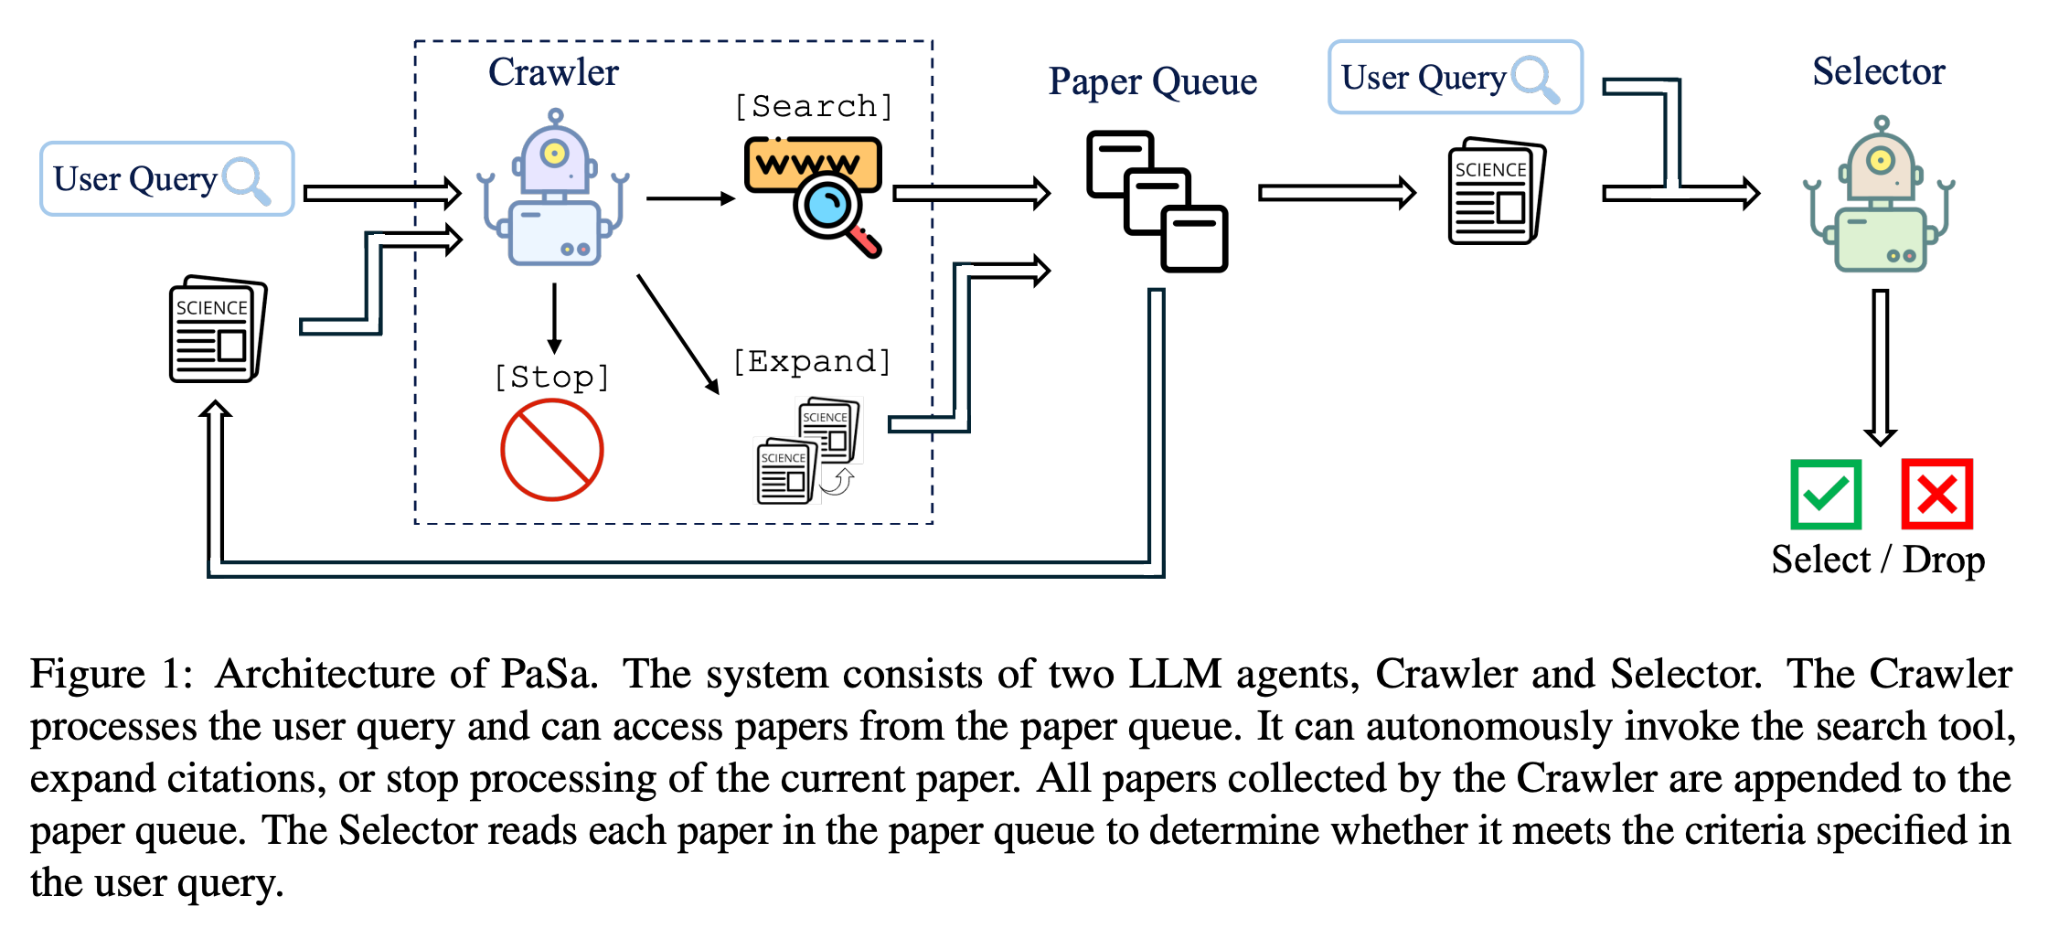 Crawler
[Search]
www
User Query
SCIENCE
[Stop]
[Expand]
SCIENCE
SCIENCE
Paper Queue
User Query
SCIENCE
Selector
Select / Drop
Figure 1: Architecture of PaSa. The system consists of two LLM agents, Crawler and Selector. The Crawler
processes the user query and can access papers from the paper queue. It can autonomously invoke the search tool,
expand citations, or stop processing of the current paper. All papers collected by the Crawler are appended to the
paper queue. The Selector reads each paper in the paper queue to determine whether it meets the criteria specified in
the user query.